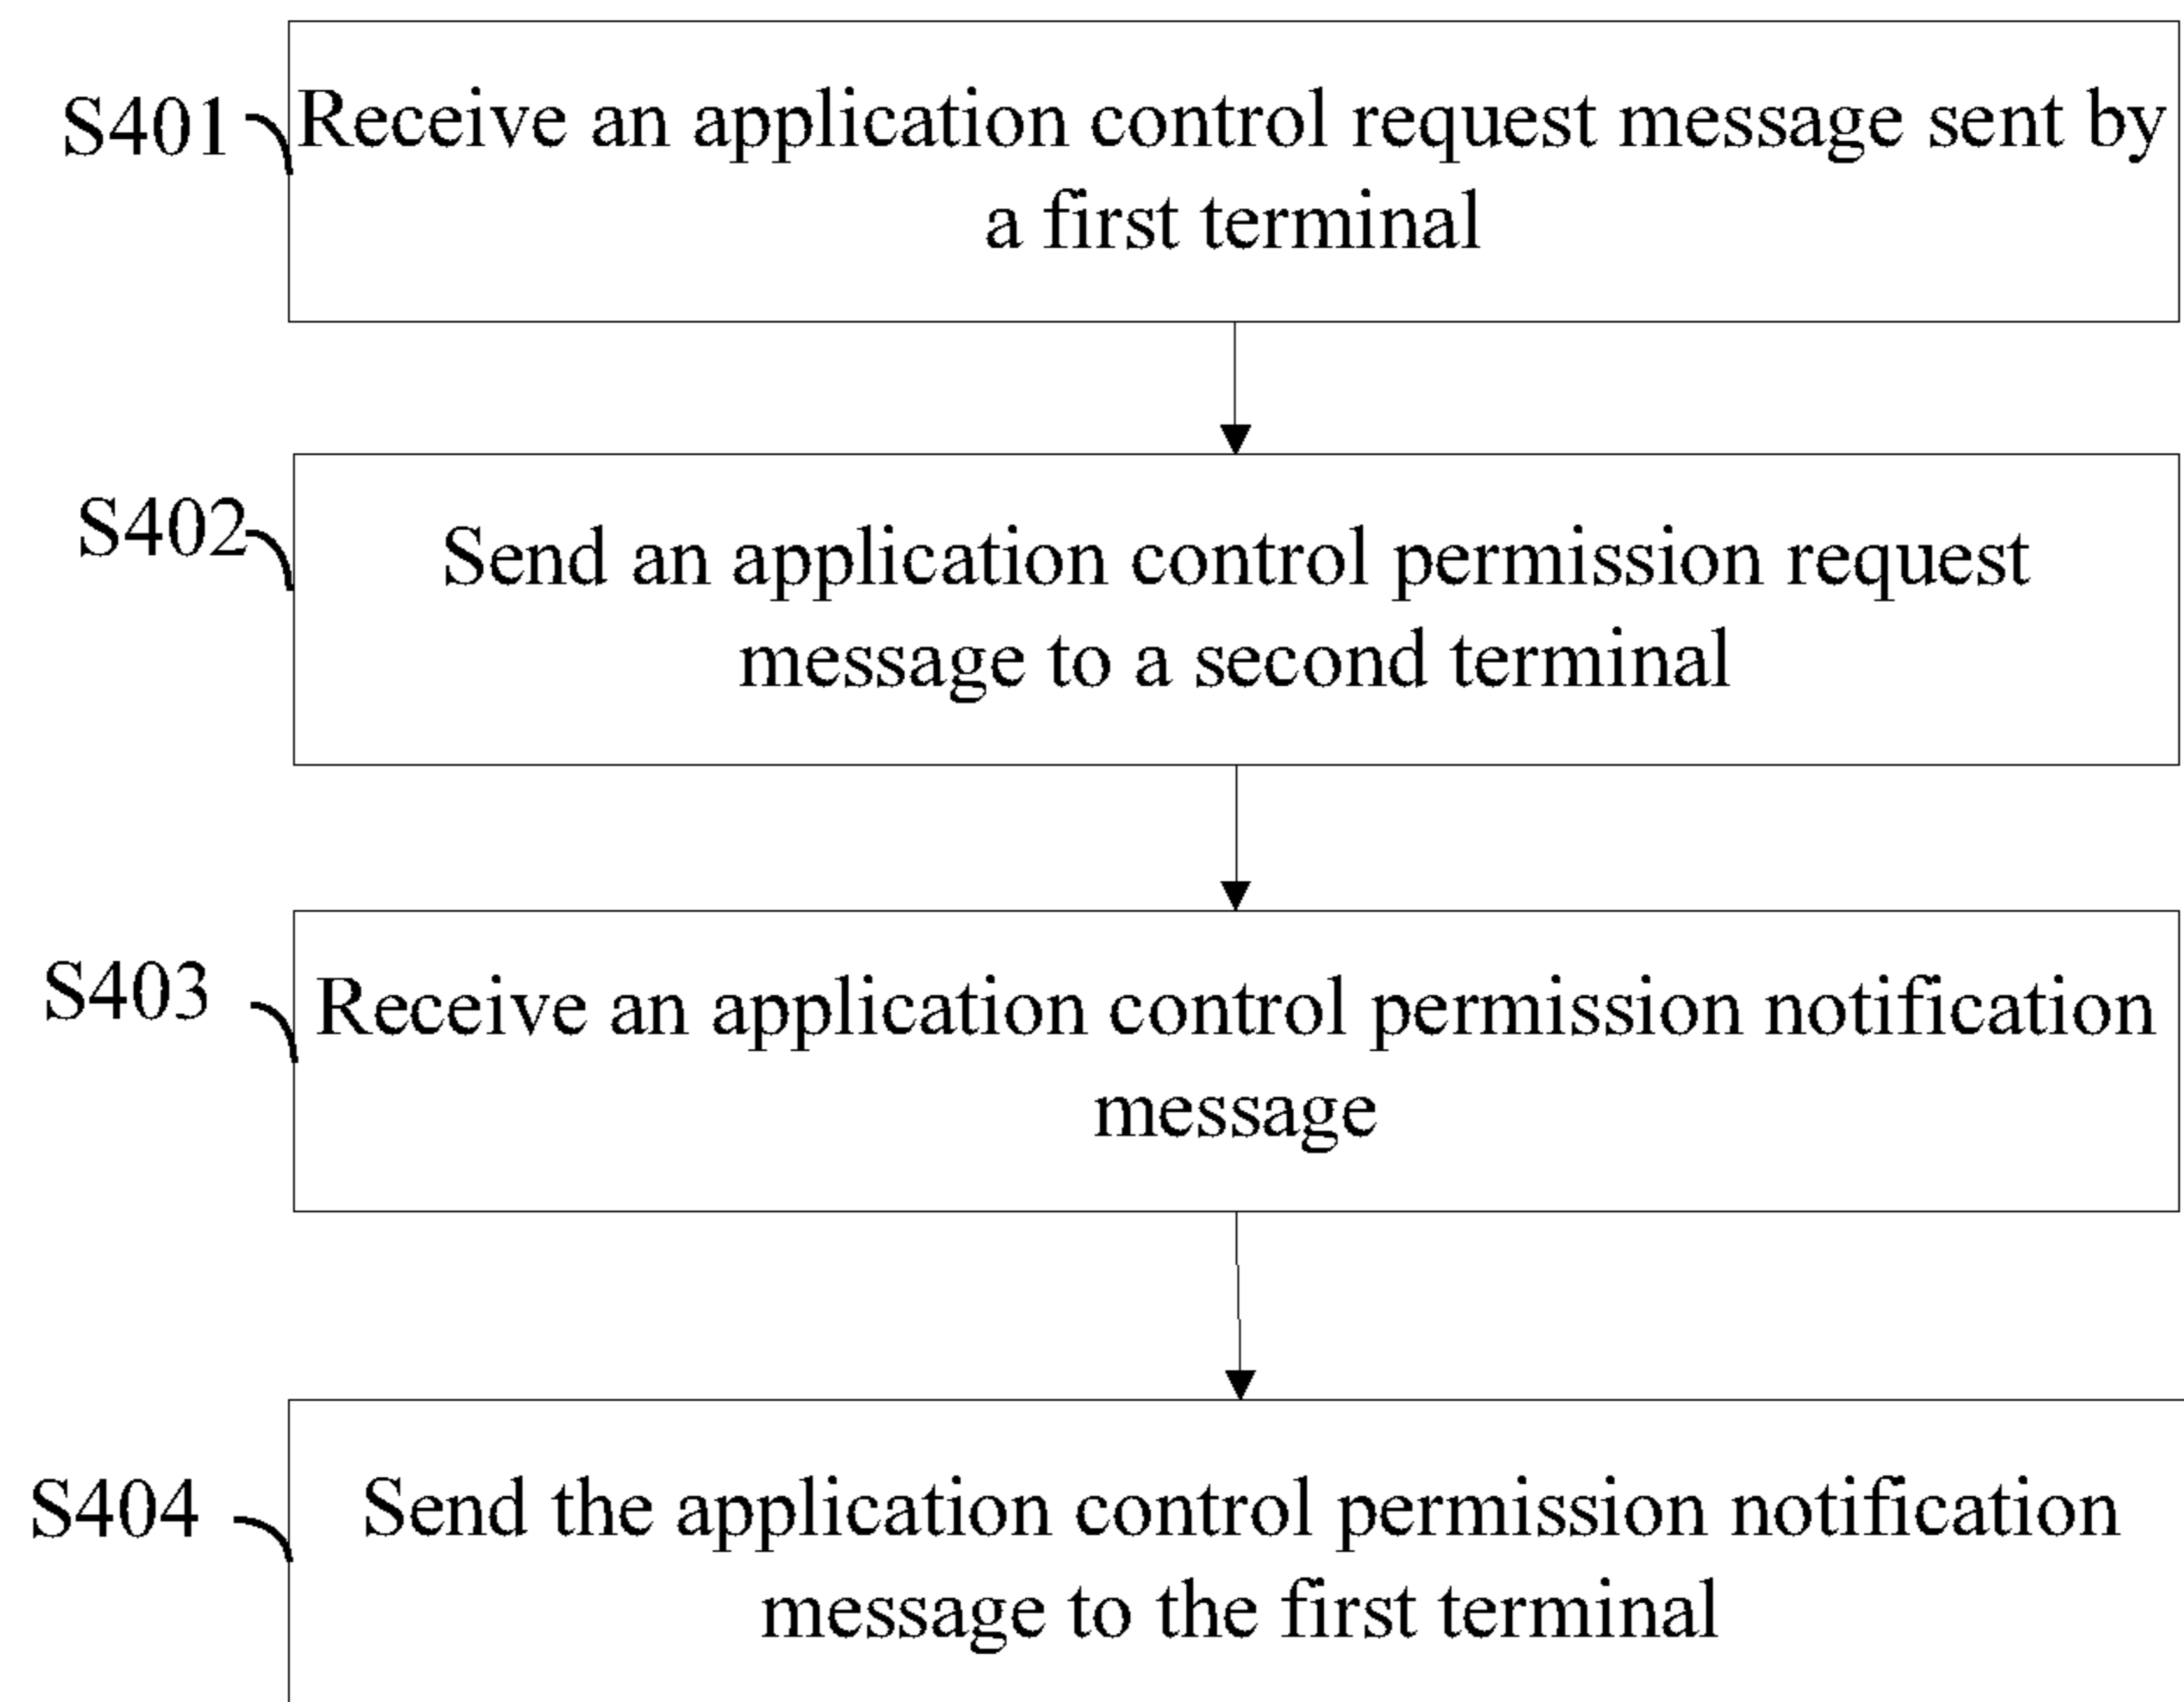 S401
Receive an application control request message sent by
a first terminal
S402
Send an application control permission request
message to a second terminal
S403
Receive an application control permission notification
message
S404
Send the application control permission notification
message to the first terminal